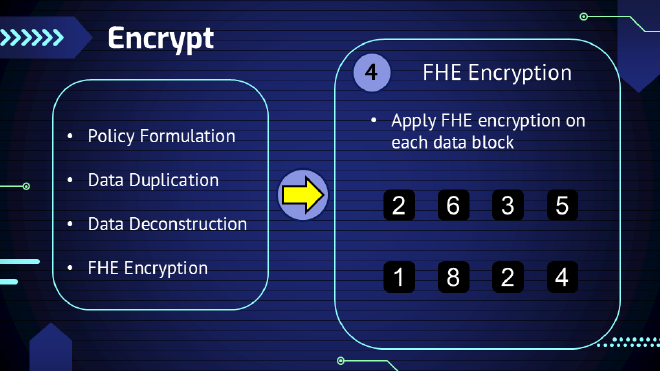 Encrypt
• Policy Formulation
• Data Duplication
• Data Deconstruction
• FHE Encryption
4 FHE Encryption
• Apply FHE encryption on
each data block
2 6 3 5
1 8 2 4